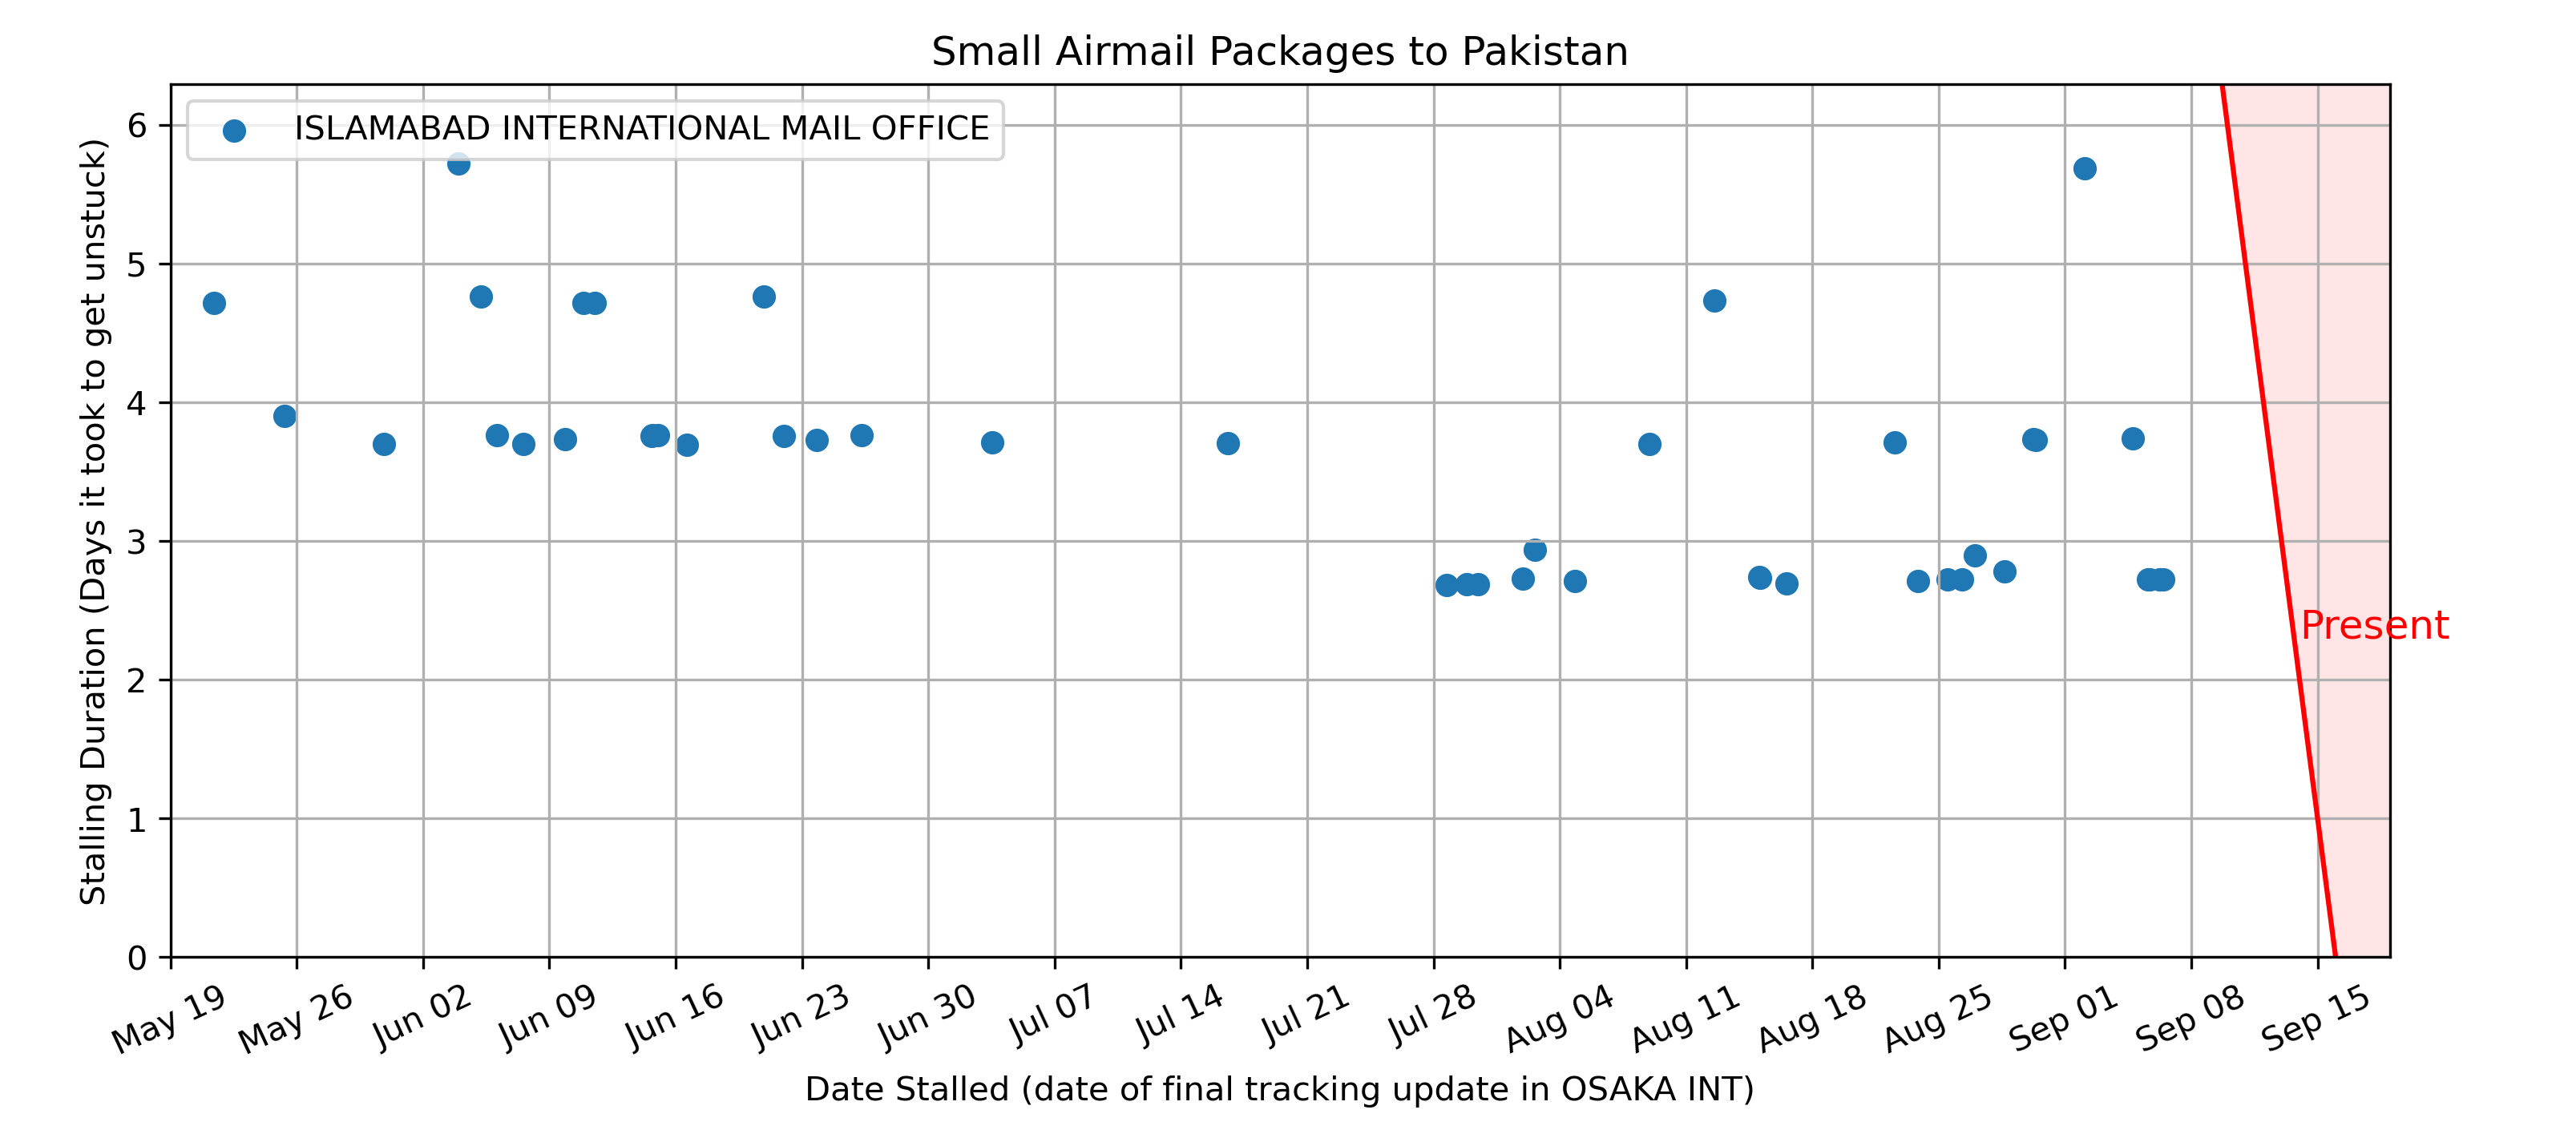 Small Airmail Packages to Pakistan
ISLAMABAD INTERNATIONAL MAIL OFFICE
Stalling Duration (Days it took to get unstuck)
6
5
4
3
2
1
0
Present
May 19
May 26
Jun 02
Jun 09
Jun 16
Jun 23
Jun 30
Jul 07
Jul 14
Jul 21
Jul 28
Aug 04
Aug 11
Aug 18
Aug 25
Sep 01
Sep 08
Sep 15
Date Stalled (date of final tracking update in OSAKA INT)